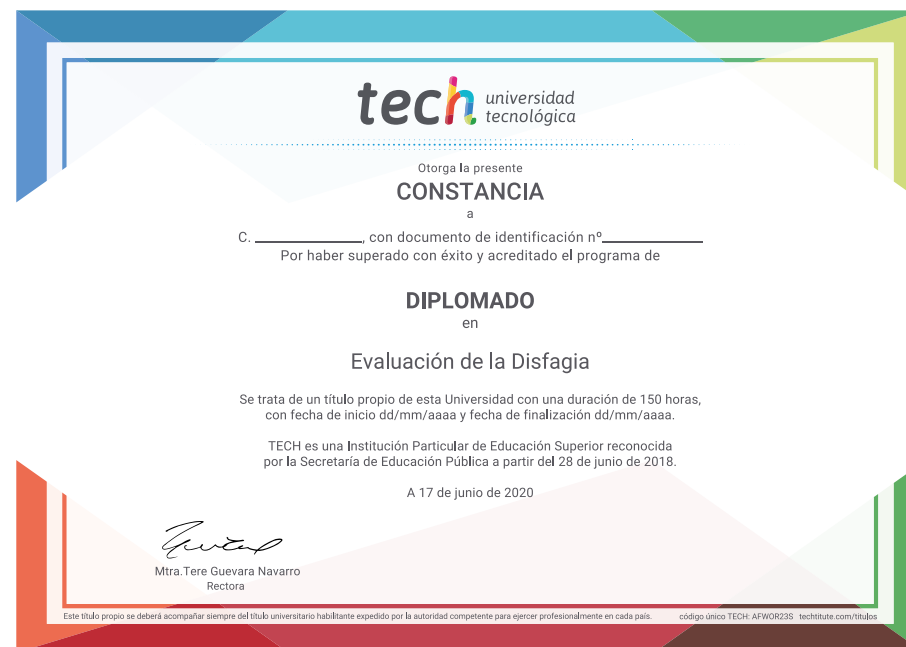 tech universidad
tecnológica
Otorga la presente
CONSTANCIA
a
C. ____________, con documento de identificación nº____________
Por haber superado con éxito y acreditado el programa de
DIPLOMADO
en
Evaluación de la Disfagia
Se trata de un título propio de esta Universidad con una duración de 150 horas,
con fecha de inicio dd/mm/aaaa y fecha de finalización dd/mm/aaaa.
TECH es una Institución Particular de Educación Superior reconocida
por la Secretaría de Educación Pública a partir del 28 de junio de 2018.
A 17 de junio de 2020
Mtra.Tere Guevara Navarro
Rectora
Este título propio se deberá acompañar siempre del título universitario habilitante expedido por la autoridad competente para ejercer profesionalmente en cada país. código único TECH: AFWOR23S techtitute.com/titulos